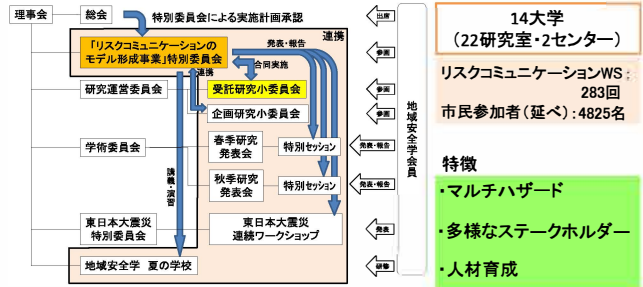 理事会
総会
特別委員会による実施計画承認
連携
「リスクコミュニケーションの
モデル形成事業」特別委員会
発表・報告
連携
合同実施
研究運営委員会
受託研究小委員会
企画研究小委員会
学術委員会
春季研究
発表会
特別セッション
秋季研究
発表会
特別セッション
講義・演習
東日本大震災
特別委員会
東日本大震災
連続ワークショップ
地域安全学 夏の学校
出席
参画
参画
発表・報告
発表・報告
発表
研修
地域安全学会員
14大学
（22研究室・2センター）
リスクコミュニケーションWS：
283回
市民参加者（延べ）：4825名
特徴
・マルチハザード
・多様なステークホルダー
・人材育成